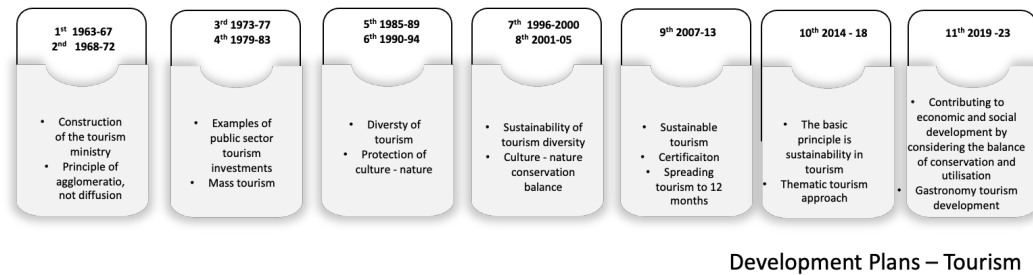 1st 1963-67
2nd 1968-72
• Construction
of the tourism
ministry
• Principle of
agglomeratio,
not diffusion
3rd 1973-77
4th 1979-83
• Examples of
public sector
tourism
investments
• Mass tourism
5th 1985-89
6th 1990-94
• Diversty of
tourism
• Protection of
culture - nature
7th 1996-2000
8th 2001-05
• Sustainability of
tourism diversity
• Culture - nature
conservation
balance
9th 2007-13
• Sustainable
tourism
• Certificaiton
• Spreading
tourism to 12
months
10th 2014 - 18
• The basic
principle is
sustainability in
tourism
• Thematic tourism
approach
11th 2019 -23
• Contributing to
economic and social
development by
considering the balance
of conservation and
utilisation
• Gastronomy tourism
development
Development Plans – Tourism